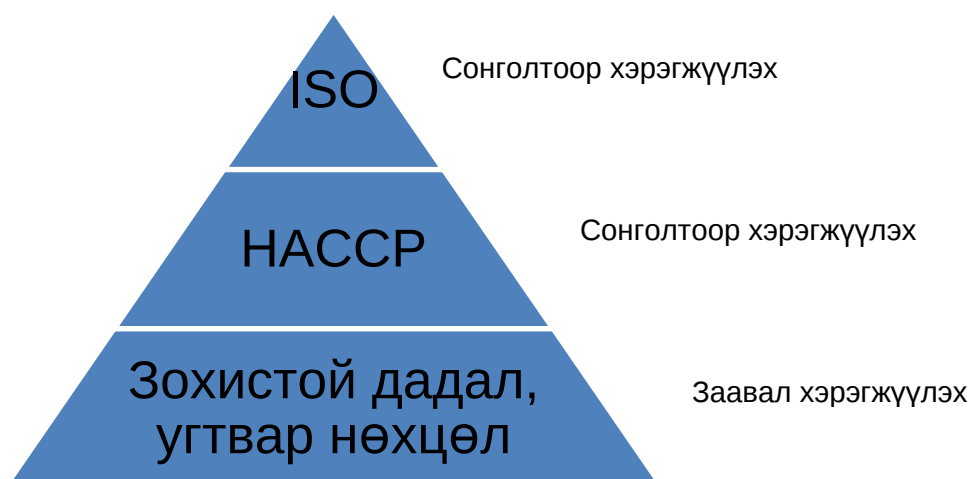 ISO
Сонголтоор хэрэгжүүлэх
HACCP
Сонголтоор хэрэгжүүлэх
Зохистой дадал,
угтвар нөхцөл
Заавал хэрэгжүүлэх